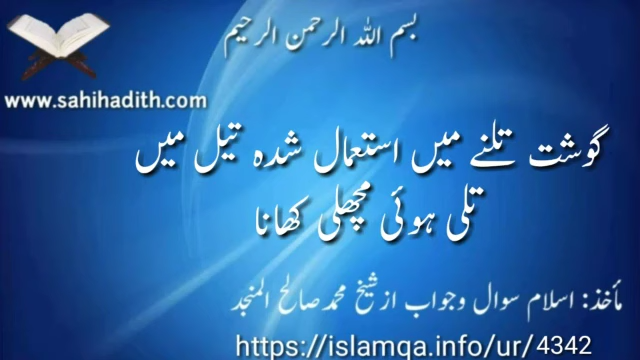 بسم اللہ الرحمن الرحیم
www.sahihadith.com
گوشت تلنے میں استعمال شدہ تیل میں
تلی ہوئی مچھلی کھانا
مأخذ: اسلام سوال وجواب از شیخ محمد صالح المنجد
https://islamqa.info/ur/4342